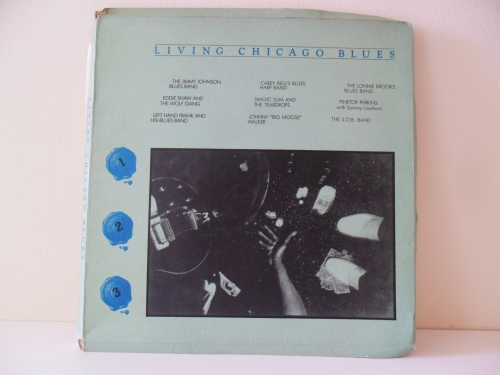 LIVING CHICAGO BLUES
THE JIMMY JOHNSON
BLUES BAND
CAREY BELL'S BLUES
HARP BAND
THE LONNIE BROOKS
BLUES BAND
EDDIE SHAW AND
THE WOLF GANG
MAGIC SLIM AND
THE TEARDROPS
PINETOP PERKINS
with Sammy Lawhorn
LEFT HAND FRANK AND
HIS BLUES BAND
JOHNNY "BIG MOOSE"
WALKER
THE S.O.B. BAND
1
2
3